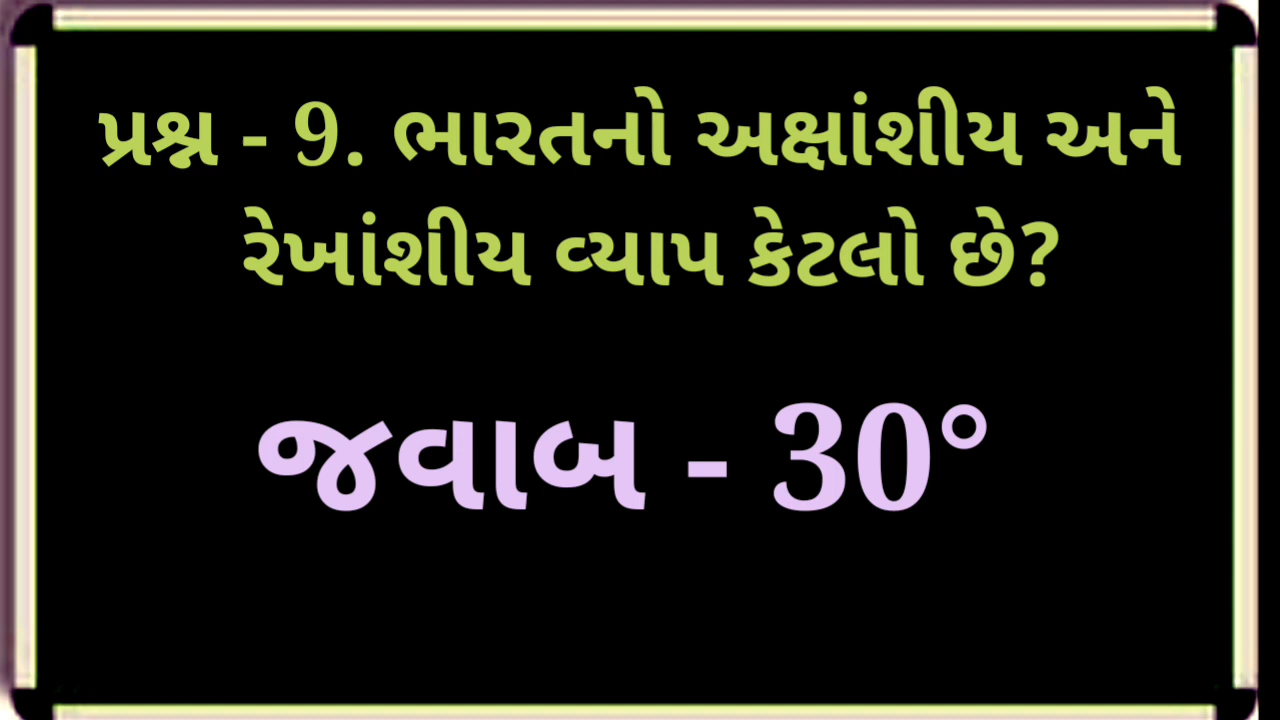 પ્રશ્ન - 9. ભારતનો અક્ષાંશીય અને
રેખાંશીય વ્યાપ કેટલો છે?
જવાબ - 30°